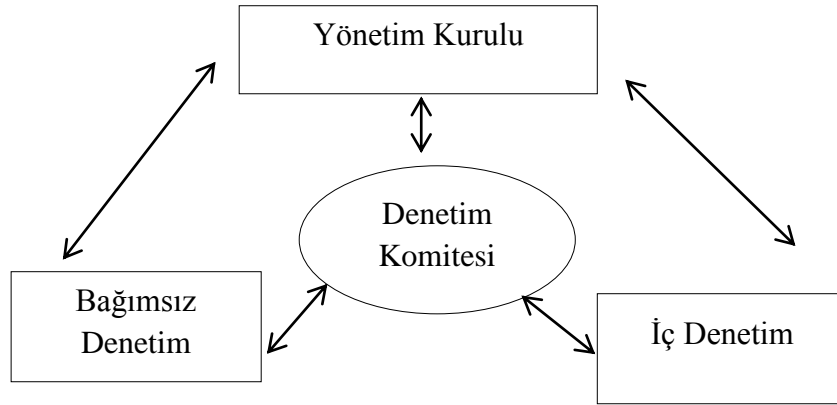 Yönetim Kurulu
Denetim
Komitesi
Bağımsız
Denetim
İç Denetim